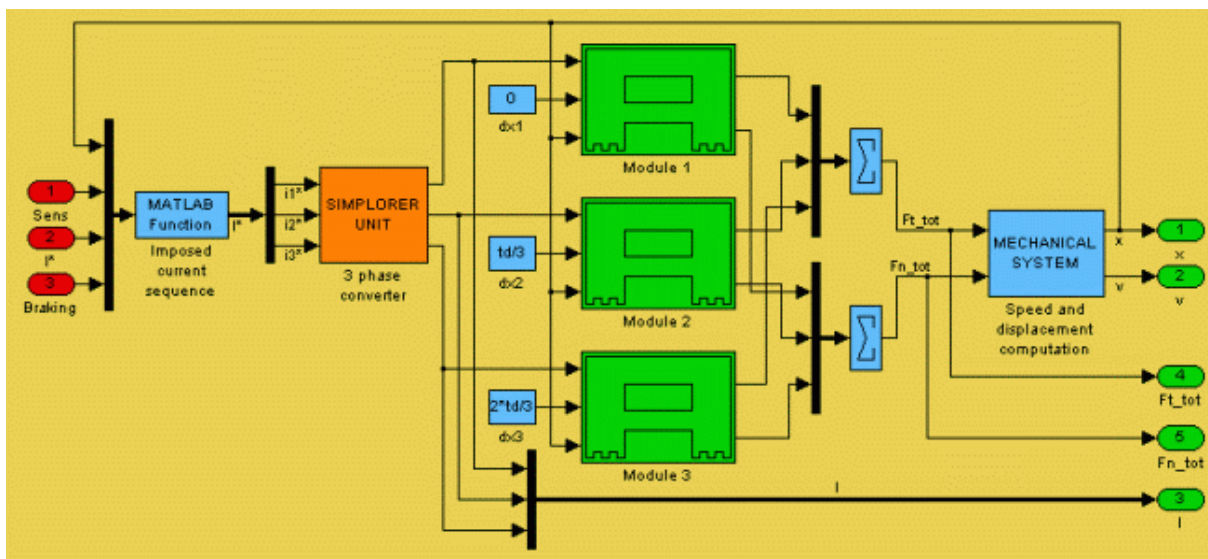 0
dx1
Module 1
1
Sens
2
I*
3
Braking
MATLAB
Function
Imposed
current
sequence
I*
i1*
i2*
i3*
SIMPLORER
UNIT
3 phase
converter
td/3
dx2
Module 2
2*td/3
dx3
Module 3
Ft_tot
Fn_tot
MECHANICAL
SYSTEM
Speed and
displacement
computation
x
v
1
x
2
v
4
Ft_tot
5
Fn_tot
I
3
I